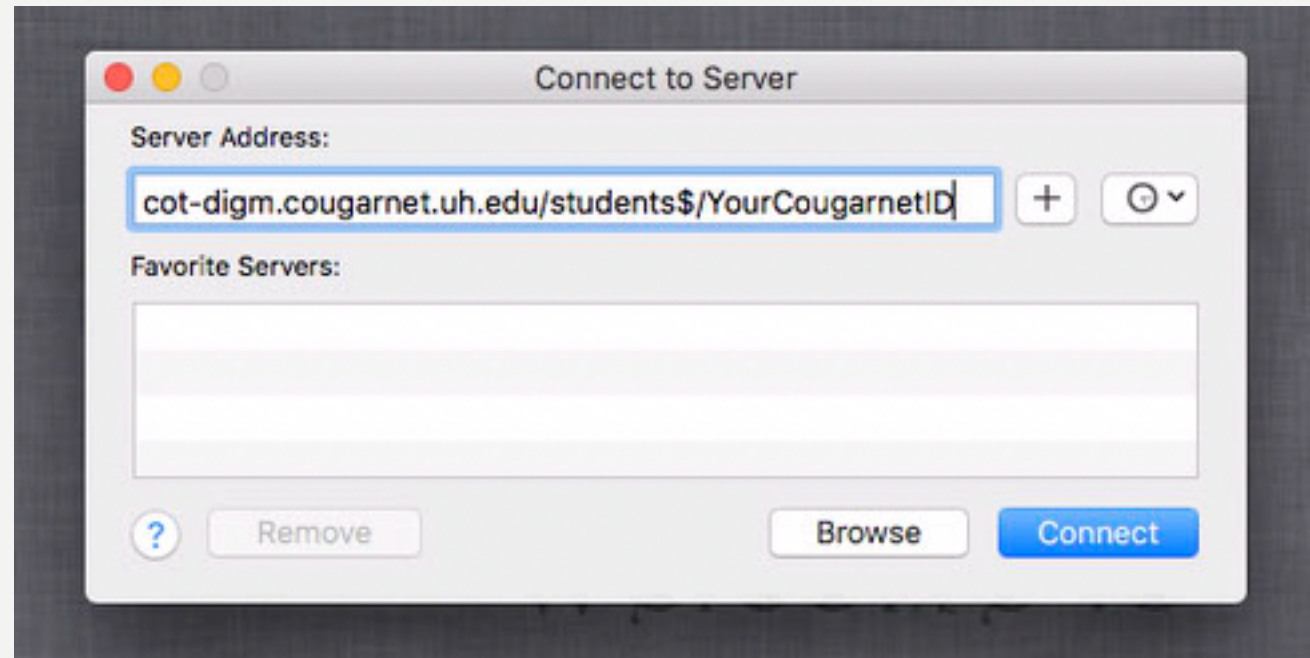 Connect to Server
Server Address:
cot-digm.cougarnet.uh.edu/students$/YourCougarnetID
Favorite Servers:
? Remove Browse Connect